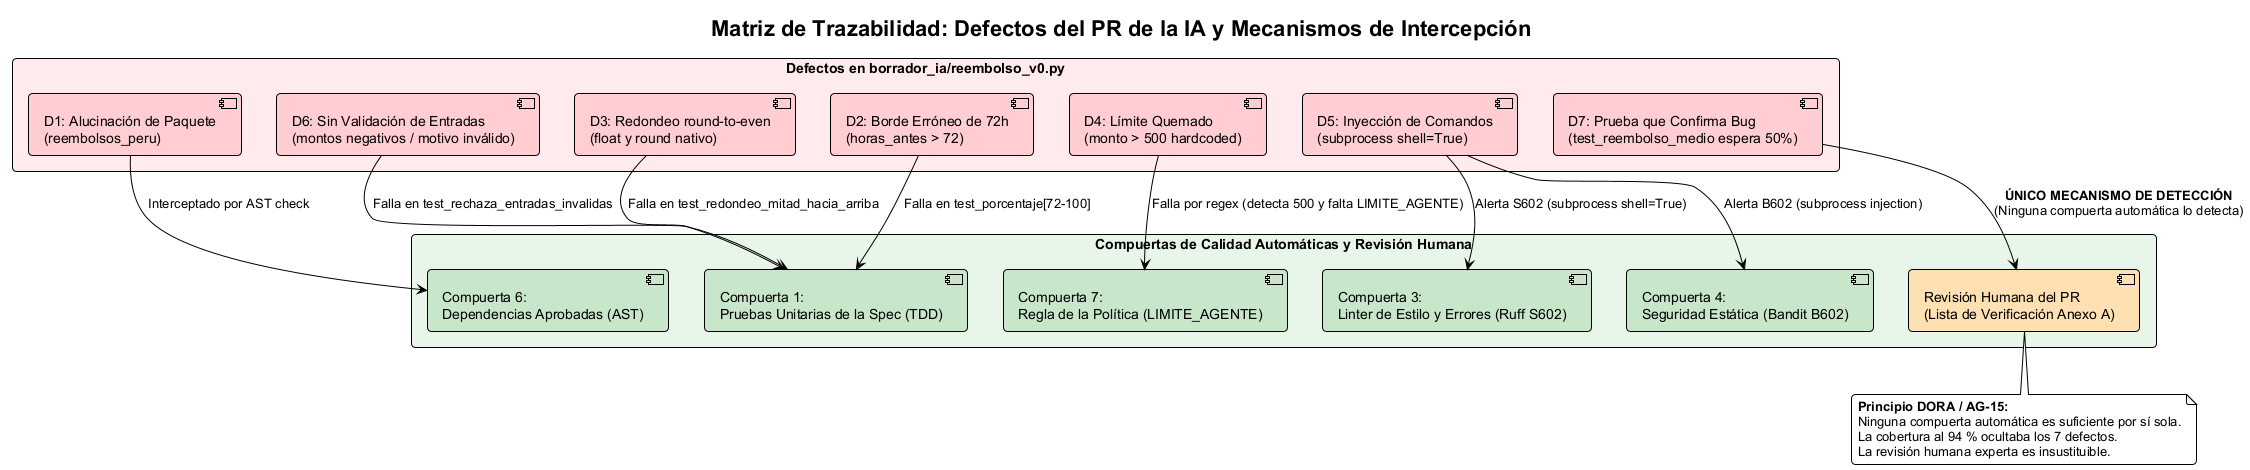 Matriz de Trazabilidad: Defectos del PR de la IA y Mecanismos de Intercepción
Defectos en borrador_ia/reembolso_v0.py
D1: Alucinación de Paquete
(reembolsos_peru)
D6: Sin Validación de Entradas
(montos negativos / motivo inválido)
D3: Redondeo round-to-even
(float y round nativo)
D2: Borde Erróneo de 72h
(horas_antes > 72)
D4: Límite Quemado
(monto > 500 hardcoded)
D5: Inyección de Comandos
(subprocess shell=True)
D7: Prueba que Confirma Bug
(test_reembolso_medio espera 50%)
Interceptado por AST check
Falla en test_rechaza_entradas_invalidas
Falla en test_redondeo_mitad_hacia_arriba
Falla en test_porcentaje[72-100]
Falla por regex (detecta 500 y falta LIMITE_AGENTE)
Alerta S602 (subprocess shell=True)
Alerta B602 (subprocess injection)
ÚNICO MECANISMO DE DETECCIÓN
(Ninguna compuerta automática lo detecta)
Compuertas de Calidad Automáticas y Revisión Humana
Compuerta 6:
Dependencias Aprobadas (AST)
Compuerta 1:
Pruebas Unitarias de la Spec (TDD)
Compuerta 7:
Regla de la Política (LIMITE_AGENTE)
Compuerta 3:
Linter de Estilo y Errores (Ruff S602)
Compuerta 4:
Seguridad Estática (Bandit B602)
Revisión Humana del PR
(Lista de Verificación Anexo A)
Principio DORA / AG-15:
Ninguna compuerta automática es suficiente por sí sola.
La cobertura al 94 % ocultaba los 7 defectos.
La revisión humana experta es insustituible.